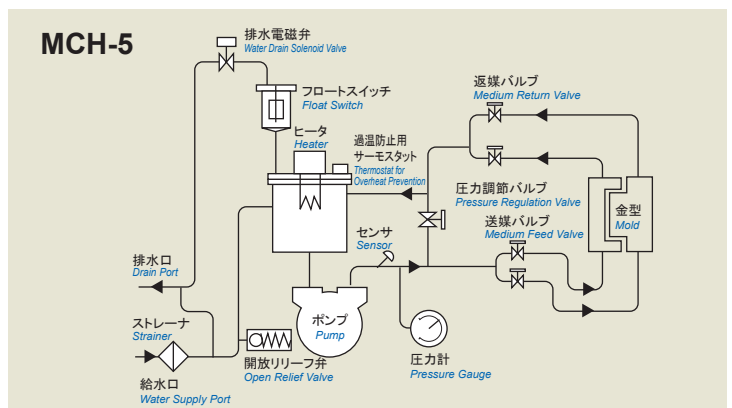 MCH-5
排水電磁弁
Water Drain Solenoid Valve
フロートスイッチ
Float Switch
ヒータ
Heater
過温防止用
サーモスタット
Thermostat for
Overheat Prevention
返媒バルブ
Medium Return Valve
圧力調節バルブ
Pressure Regulation Valve
送媒バルブ
Medium Feed Valve
金型
Mold
センサ
Sensor
排水口
Drain Port
ストレーナ
Strainer
ポンプ
Pump
給水口
Water Supply Port
開放リリーフ弁
Open Relief Valve
圧力計
Pressure Gauge